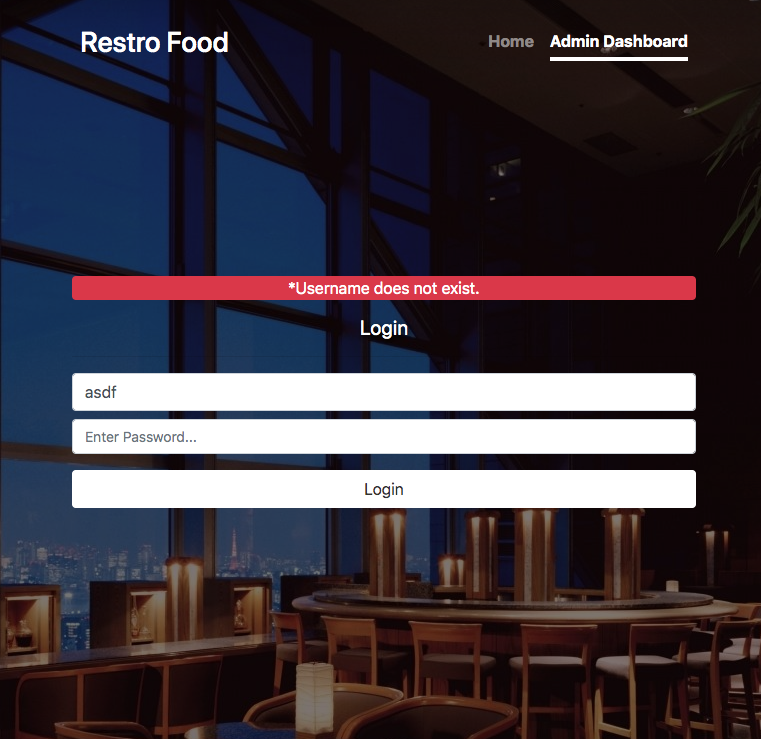 Restro Food
Home Admin Dashboard
*Username does not exist.
Login
asdf
Enter Password...
Login